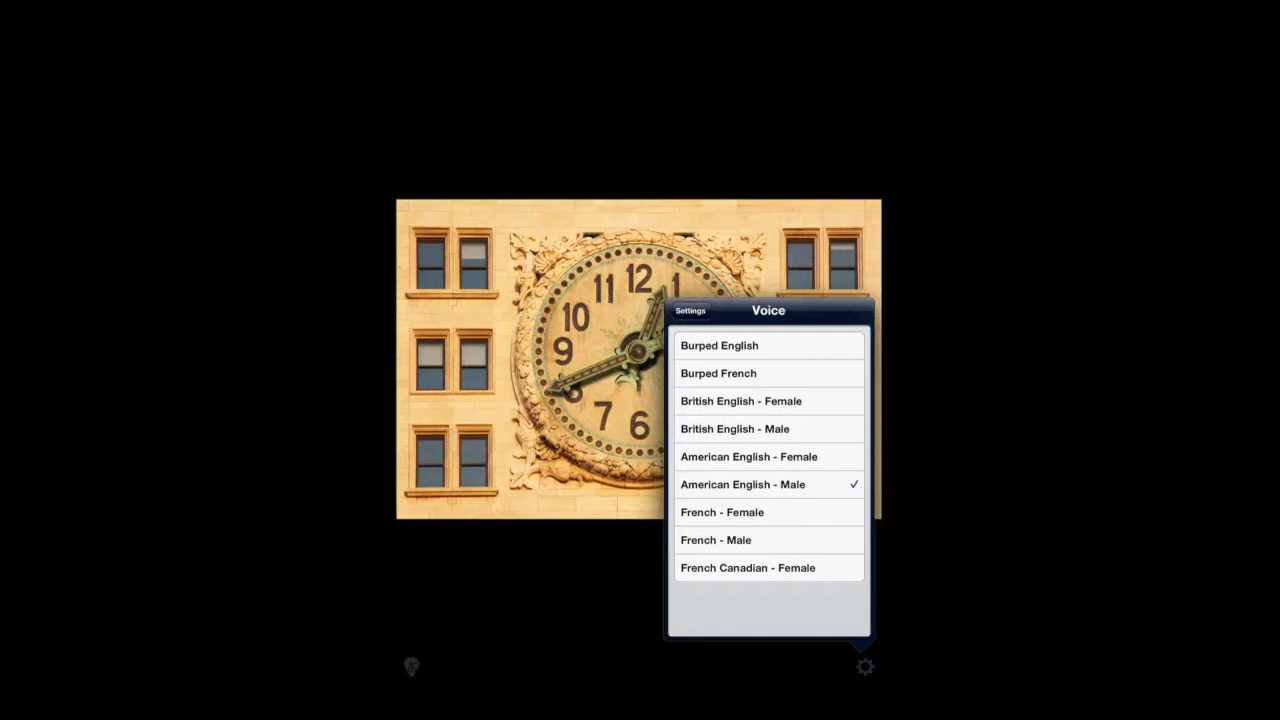 11
12
1
10
9
8
7
6
Settings
Voice
Burped English
Burped French
British English - Female
British English - Male
American English - Female
American English - Male
French - Female
French - Male
French Canadian - Female